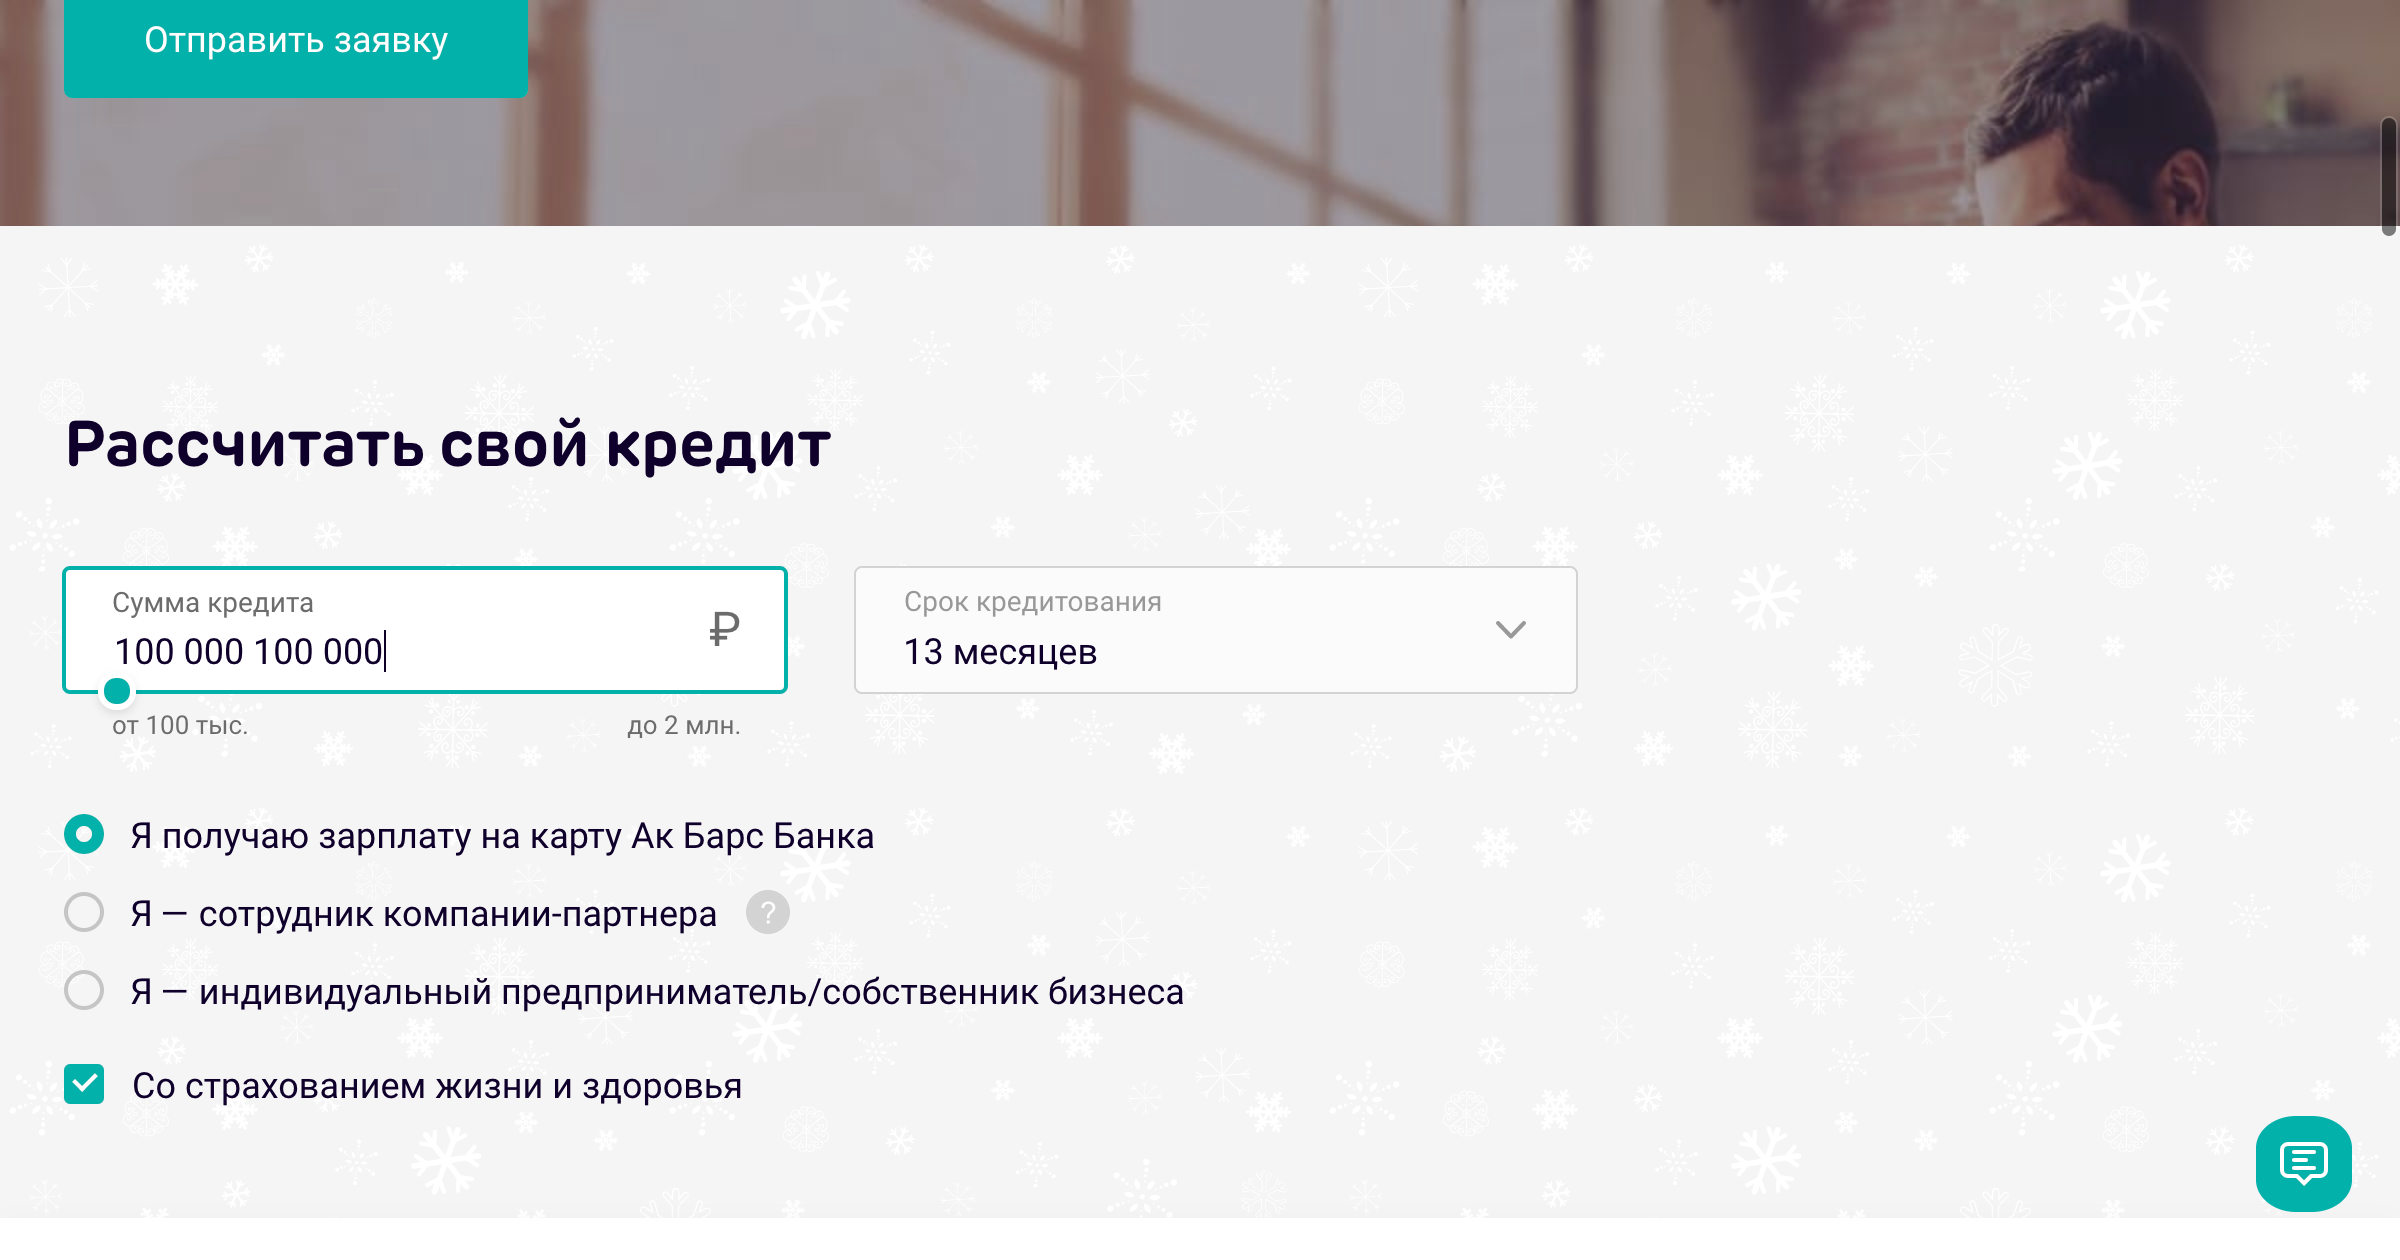 Отправить заявку
Рассчитать свой кредит
Сумма кредита
100 000 100 000
₽
от 100 тыс.
до 2 млн.
Срок кредитования
13 месяцев
Я получаю зарплату на карту Ак Барс Банка
Я — сотрудник компании-партнера
?
Я — индивидуальный предприниматель/собственник бизнеса
Со страхованием жизни и здоровья